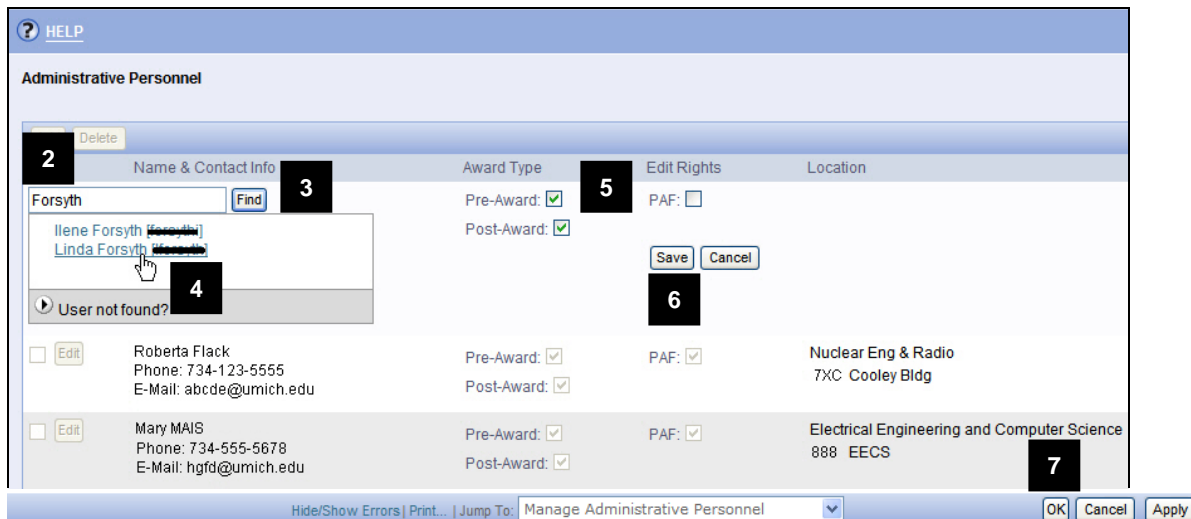 ? HELP
Administrative Personnel
Delete
2
Name & Contact Info
3
Award Type
5
Edit Rights
Location
Forsyth
Find
Pre-Award:
PAF:
Ilene Forsyth
Post-Award:
Linda Forsyth
Save
Cancel
4
6
User not found?
Edit
Roberta Flack
Phone: 734-123-5555
E-Mail: abcde@umich.edu
Pre-Award:
Post-Award:
PAF:
Nuclear Eng & Radio
7XC Cooley Bldg
Edit
Mary MAIS
Phone: 734-555-5678
E-Mail: hgfd@umich.edu
Pre-Award:
Post-Award:
PAF:
Electrical Engineering and Computer Science
888 EECS
7
Hide/Show Errors | Print... | Jump To: Manage Administrative Personnel
OK
Cancel
Apply